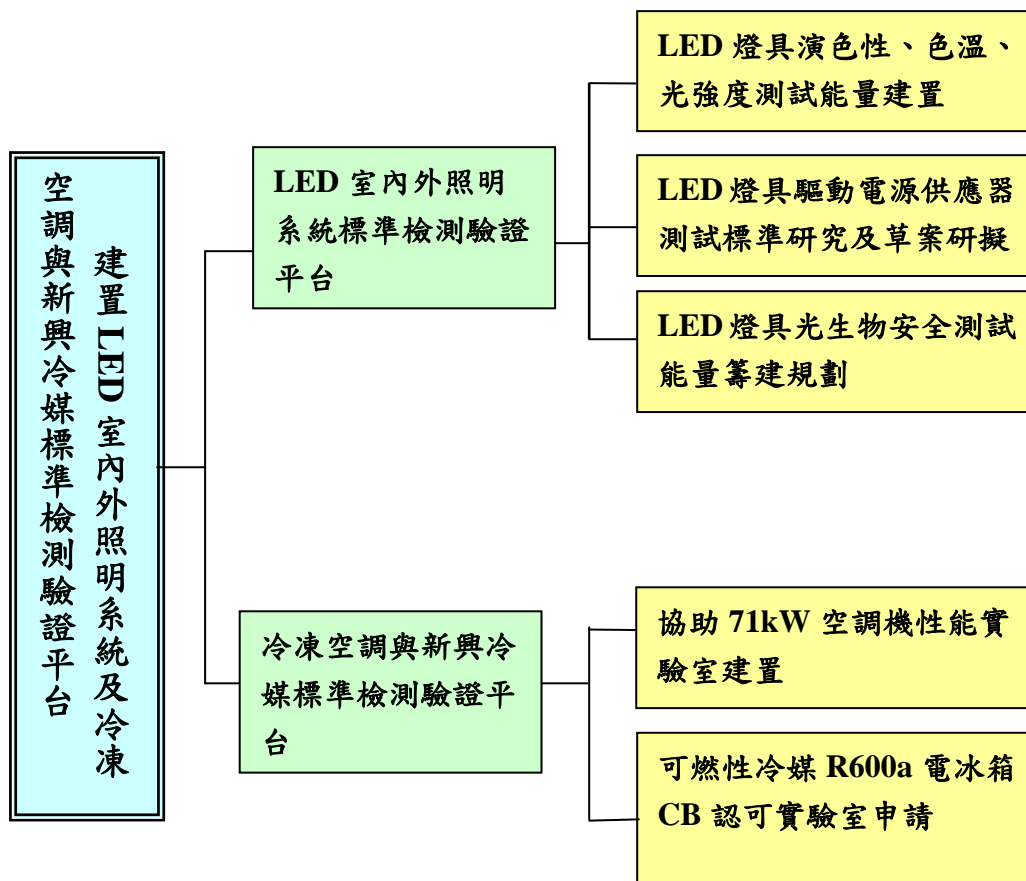 建置 LED 室內外照明系統及冷凍
空調與新興冷媒標準檢測驗證平台
LED 室內外照明
系統標準檢測驗證
平台
LED 燈具演色性、色溫、
光強度測試能量建置
LED 燈具驅動電源供應器
測試標準研究及草案研擬
LED 燈具光生物安全測試
能量籌建規劃
冷凍空調與新興冷
媒標準檢測驗證平
台
協助 71kW 空調機性能實
驗室建置
可燃性冷媒 R600a 電冰箱
CB 認可實驗室申請